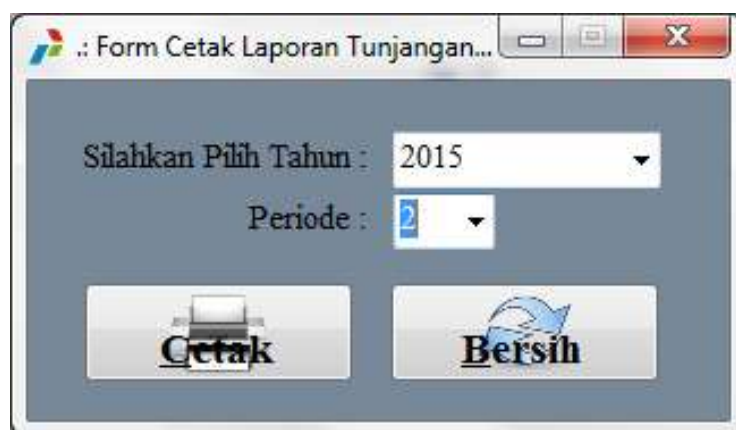 .: Form Cetak Laporan Tunjangan...
Silahkan Pilih Tahun : 2015
Periode : 2
Cetak Bersih